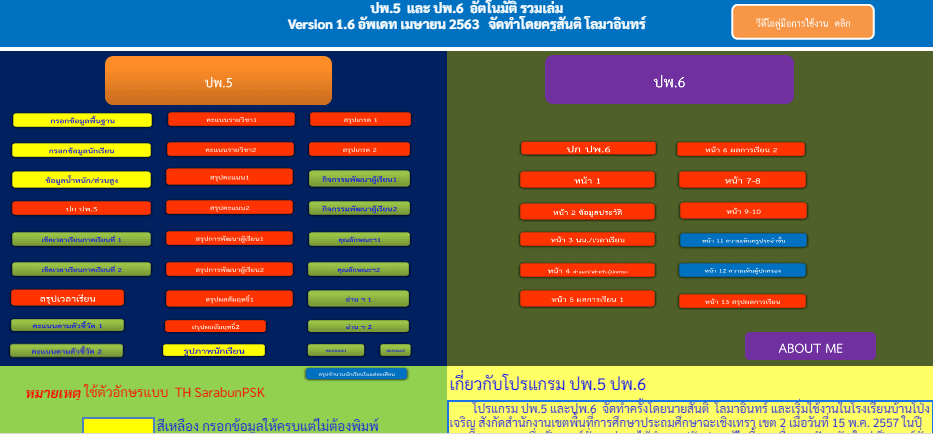 ปพ.5 และ ปพ.6 อัตโนมัติ รวมเล่ม
Version 1.6 อัพเดท เมษายน 2563 จัดทำโดยครูสันติ โลมาอินทร์
วีดีโอคู่มือการใช้งาน คลิก
ปพ.5
กรอกข้อมูลพื้นฐาน
คะแนนรายวิชา1
สรุปเกรด 1
กรอกข้อมูลนักเรียน
คะแนนรายวิชา2
สรุปเกรด 2
ข้อมูลน้ำหนัก/ส่วนสูง
สรุปคะแนน1
กิจกรรมพัฒนาผู้เรียน1
ปก ปพ.5
สรุปคะแนน2
กิจกรรมพัฒนาผู้เรียน2
เช็คเวลาเรียนภาคเรียนที่ 1
สรุปการพัฒนาผู้เรียน1
คุณลักษณะฯ1
เช็คเวลาเรียนภาคเรียนที่ 2
สรุปการพัฒนาผู้เรียน2
คุณลักษณะฯ2
สรุปเวลาเรียน
สรุปผลสัมฤทธิ์1
อ่าน ฯ 1
คะแนนตามตัวชี้วัด 1
สรุปผลสัมฤทธิ์2
อ่าน ฯ 2
คะแนนตามตัวชี้วัด 2
รูปภาพนักเรียน
ปพ.6
ปก ปพ.6
หน้า 6 ผลการเรียน 2
หน้า 1
หน้า 7-8
หน้า 2 ข้อมูลประวัติ
หน้า 9-10
หน้า 3 นน./เวลาเรียน
หน้า 11 ความเห็นครูประจำชั้น
หน้า 4
หน้า 12 ความเห็นผู้ปกครอง
หน้า 5 ผลการเรียน 1
หน้า 13 สรุปผลการเรียน
ABOUT ME
หมายเหตุ ใช้ตัวอักษรแบบ TH SarabunPSK
สีเหลือง กรอกข้อมูลให้ครบแต่ไม่ต้องพิมพ์
เกี่ยวกับโปรแกรม ปพ.5 ปพ.6
โปรแกรม ปพ.5 และปพ.6 จัดทำครั้งโดยนายสันติ โลมาอินทร์ และเริ่มใช้งานในโรงเรียนบ้านโป่ง
เจริญ สังกัดสำนักงานเขตพื้นที่การศึกษาประถมศึกษาฉะเชิงเทรา เขต 2 เมื่อวันที่ 15 พ.ค. 2557 ในปี